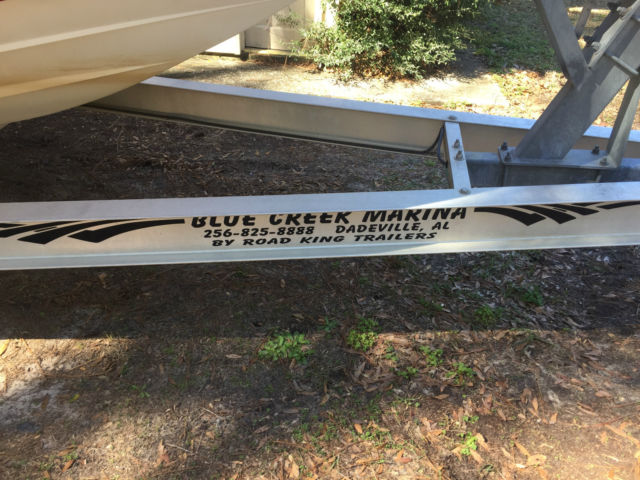 BLUE CREEK MARINA
256-825-8888 DADEVILLE, AL
BY ROAD KING TRAILERS